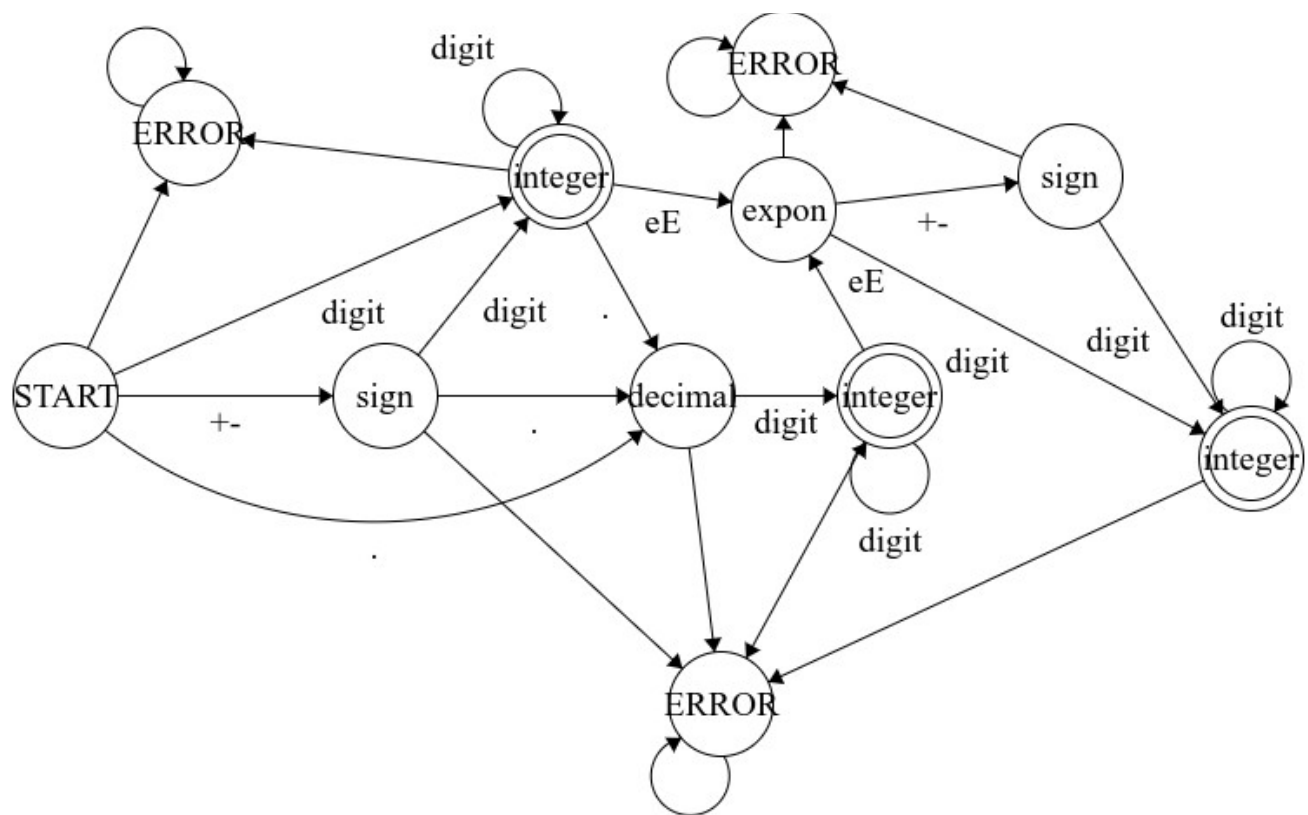 digit
ERROR
ERROR
integer
sign
expon
eE
+-
eE
digit
digit
.
digit
digit
digit
START
sign
decimal
integer
+-
.
digit
integer
digit
.
ERROR